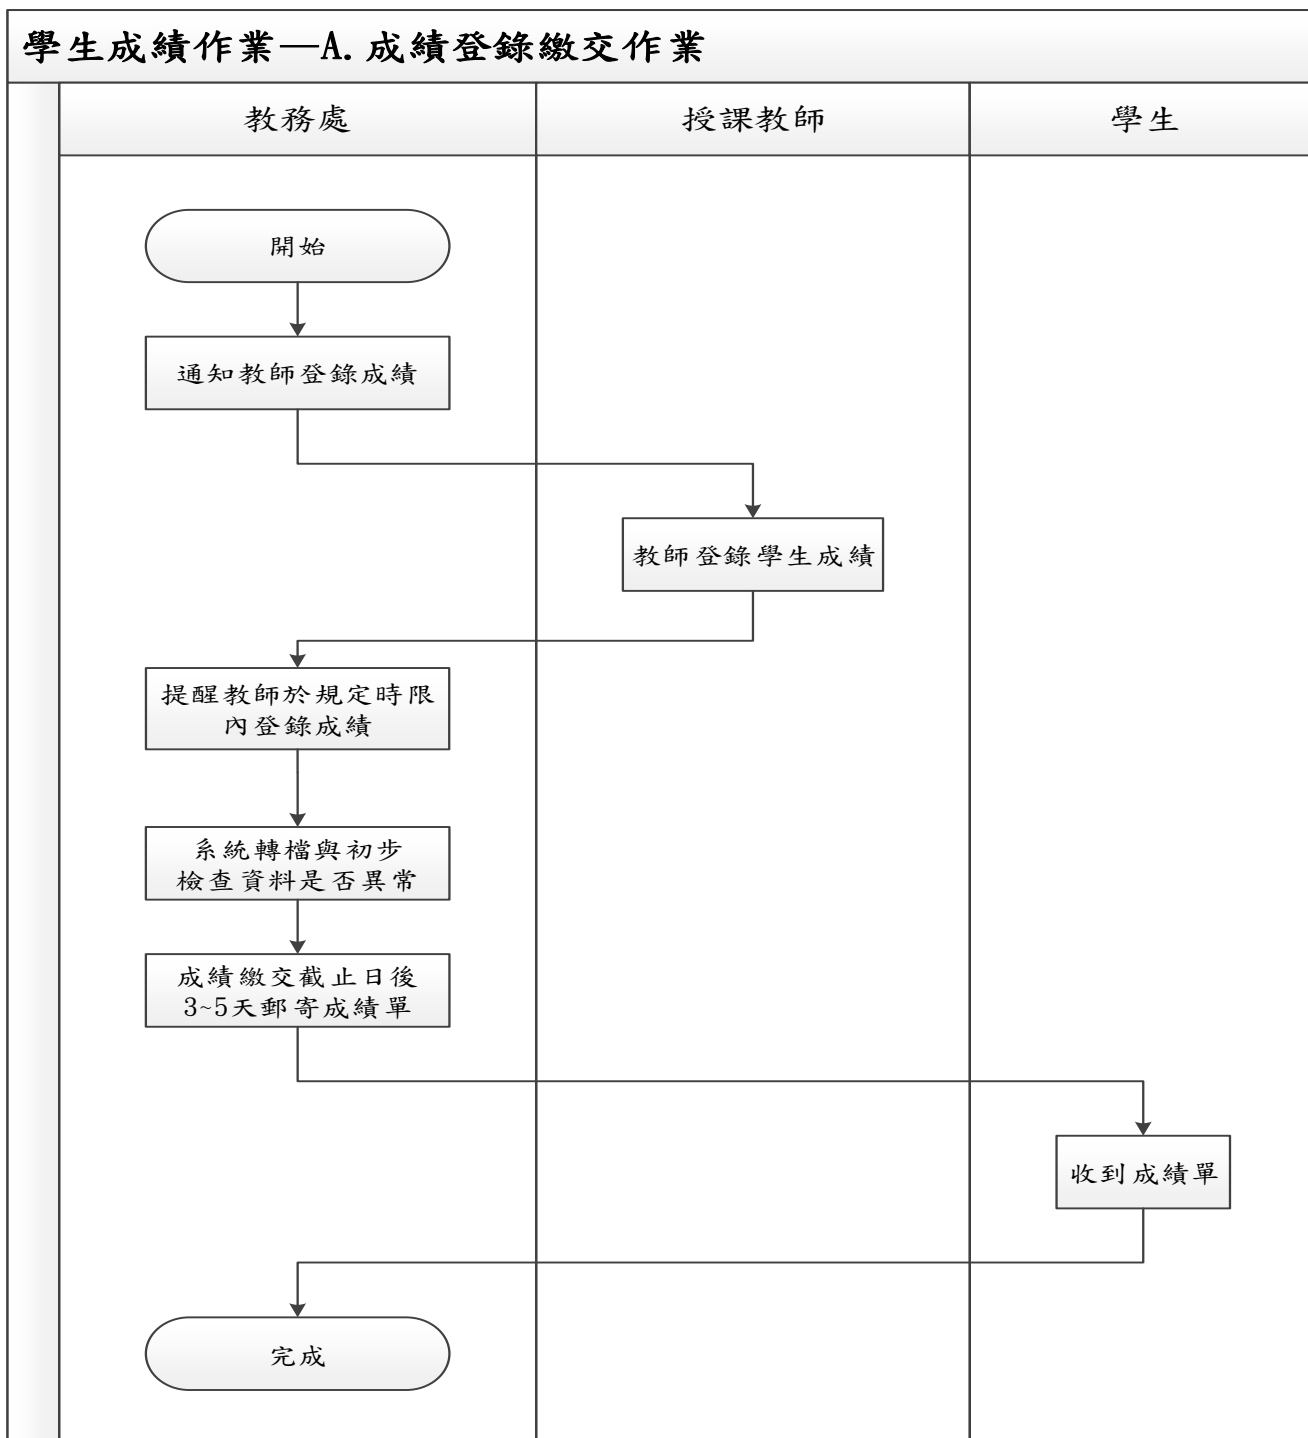 學生成績作業—A.成績登錄繳交作業
教務處
授課教師
學生
開始
通知教師登錄成績
教師登錄學生成績
提醒教師於規定時限
內登錄成績
系統轉檔與初步
檢查資料是否異常
成績繳交截止日後
3~5天郵寄成績單
收到成績單
完成